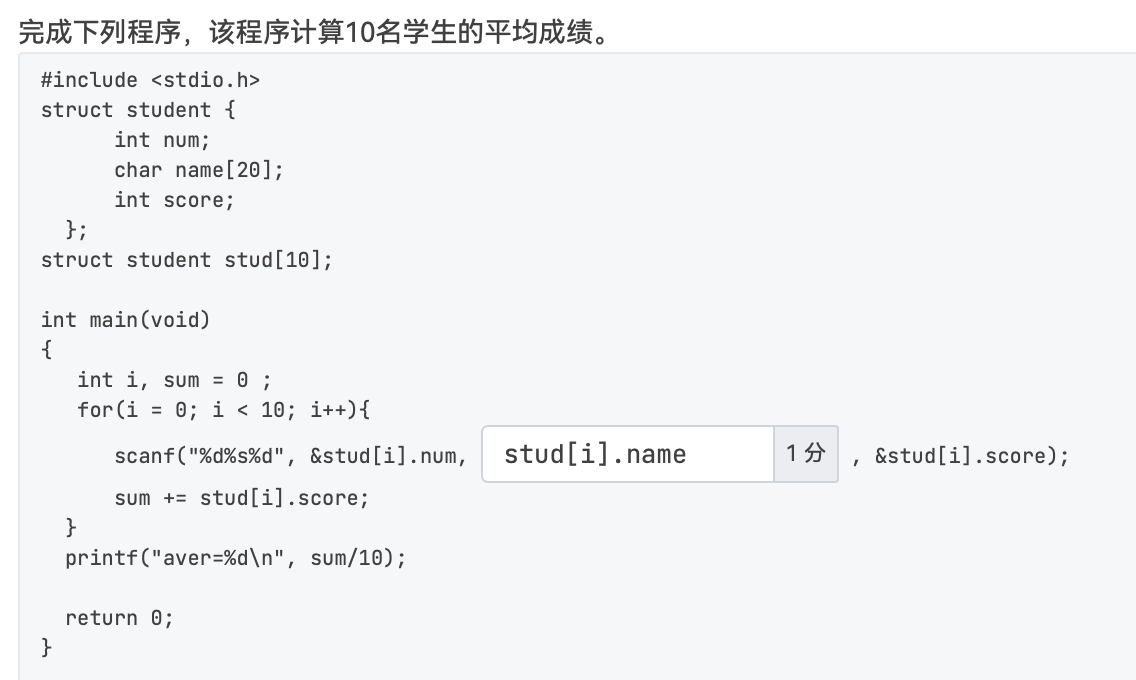 完成下列程序，该程序计算10名学生的平均成绩。
#include <stdio.h>
struct student {
      int num;
      char name[20];
      int score;
  };
struct student stud[10];

int main(void)
{
   int i, sum = 0 ;
   for(i = 0; i < 10; i++){
      scanf("%d%s%d", &stud[i].num, stud[i].name 1 分 , &stud[i].score);
      sum += stud[i].score;
  }
  printf("aver=%d\n", sum/10);

  return 0;
}